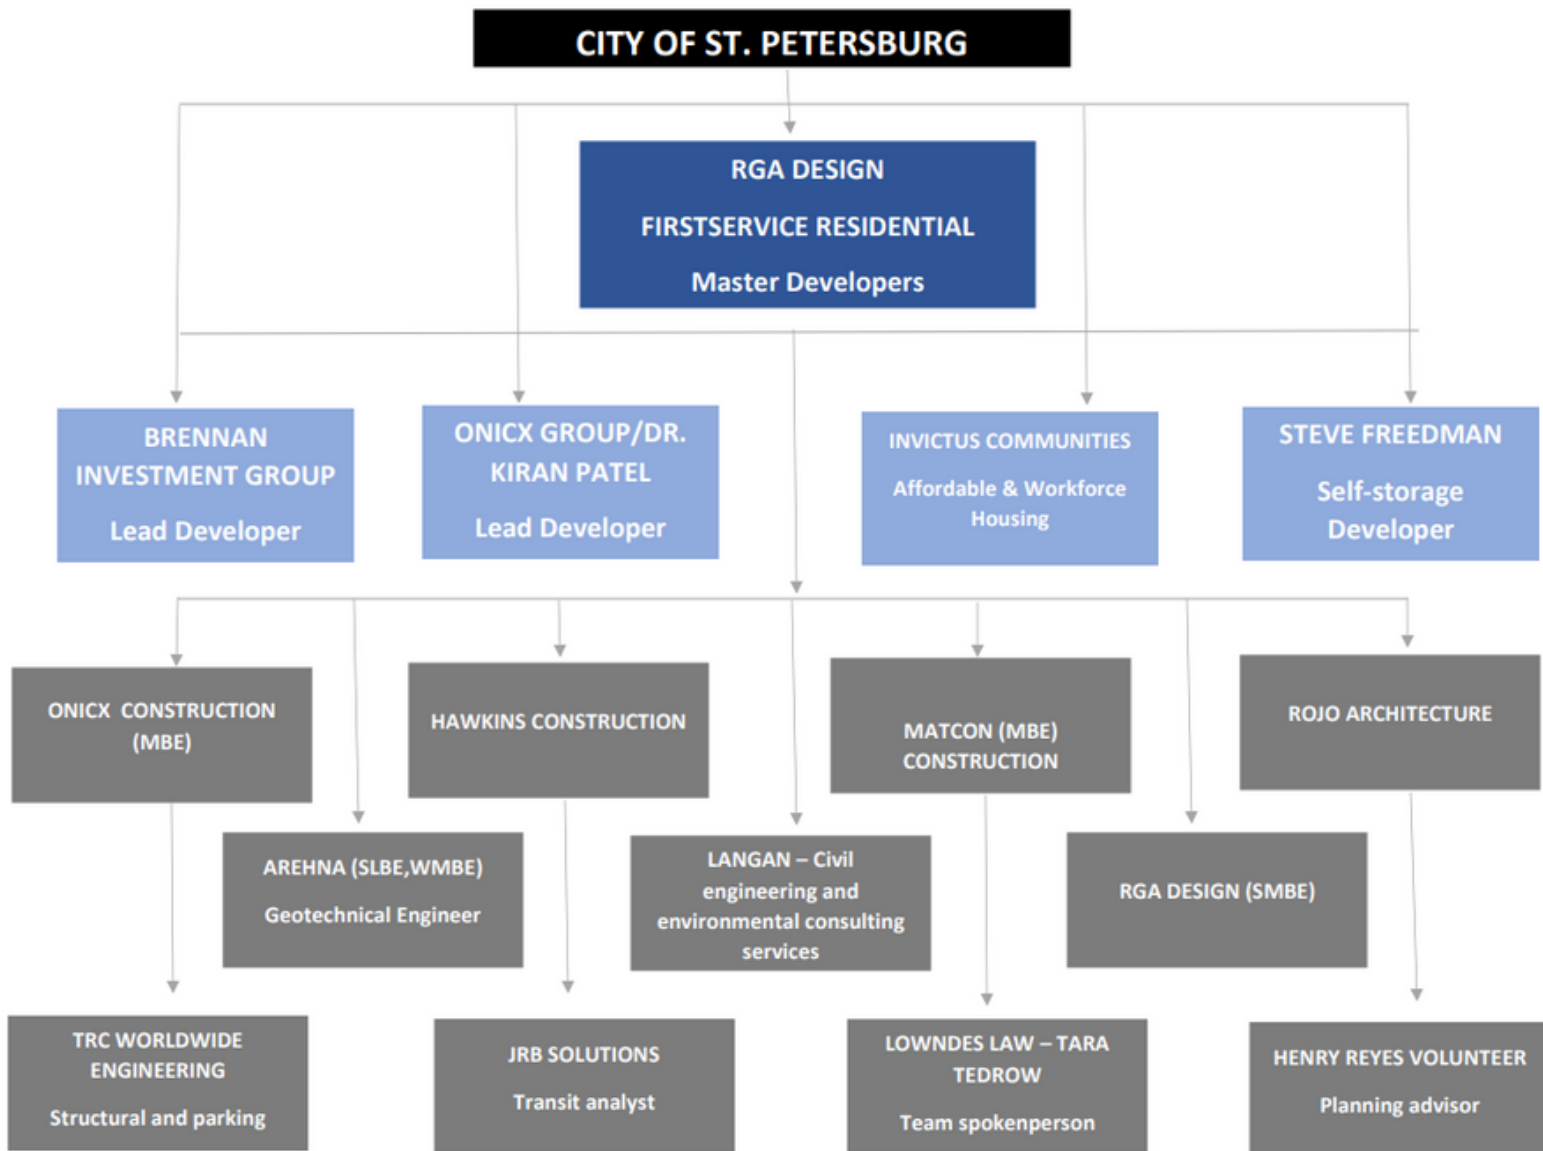 CITY OF ST. PETERSBURG
RGA DESIGN
FIRSTSERVICE RESIDENTIAL
Master Developers
BRENNAN
INVESTMENT GROUP
Lead Developer
ONICX GROUP/DR.
KIRAN PATEL
Lead Developer
INVICTUS COMMUNITIES
Affordable & Workforce
Housing
STEVE FREEDMAN
Self-storage
Developer
ONICX CONSTRUCTION
(MBE)
HAWKINS CONSTRUCTION
MATCON (MBE)
CONSTRUCTION
ROJO ARCHITECTURE
AREHNA (SLBE,WMBE)
Geotechnical Engineer
LANGAN – Civil
engineering and
environmental consulting
services
RGA DESIGN (SMBE)
TRC WORLDWIDE
ENGINEERING
Structural and parking
JRB SOLUTIONS
Transit analyst
LOWNDES LAW – TARA
TEDROW
Team spokenperson
HENRY REYES VOLUNTEER
Planning advisor